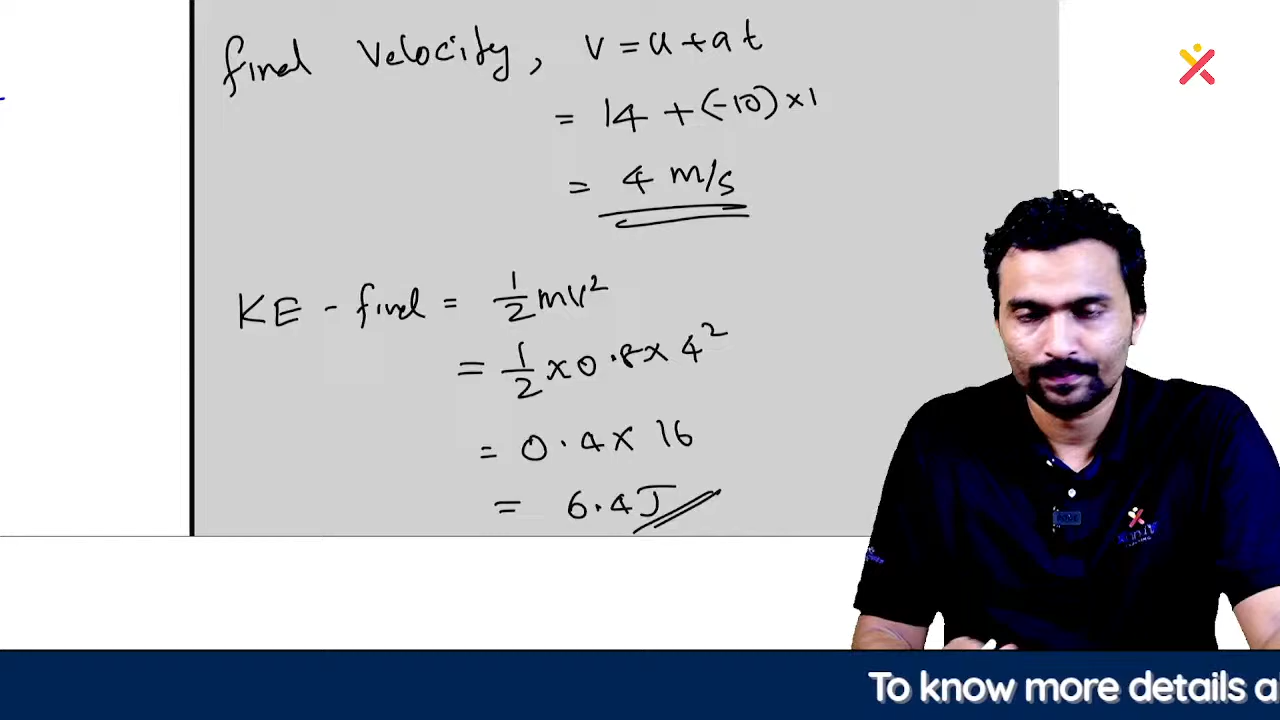 final Velocity, v = u + at
= 14 + (-10) × 1
= 4 m/s
KE - final = 1/2 mv²
= 1/2 × 0.8 × 4²
= 0.4 × 16
= 6.4 J
To know more details a